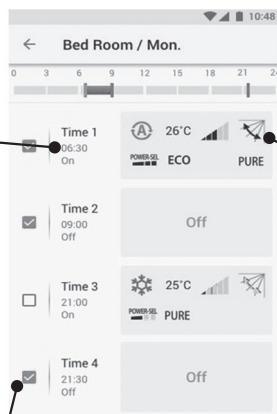 10:48
Bed Room / Mon.
0 3 6 9 12 15 18 21 24
Time 1
06:30
On
A 26°C
POWER-SEL ECO PURE
Time 2
09:00
Off
Off
Time 3
21:00
On
25°C
POWER-SEL PURE
Time 4
21:30
Off
Off